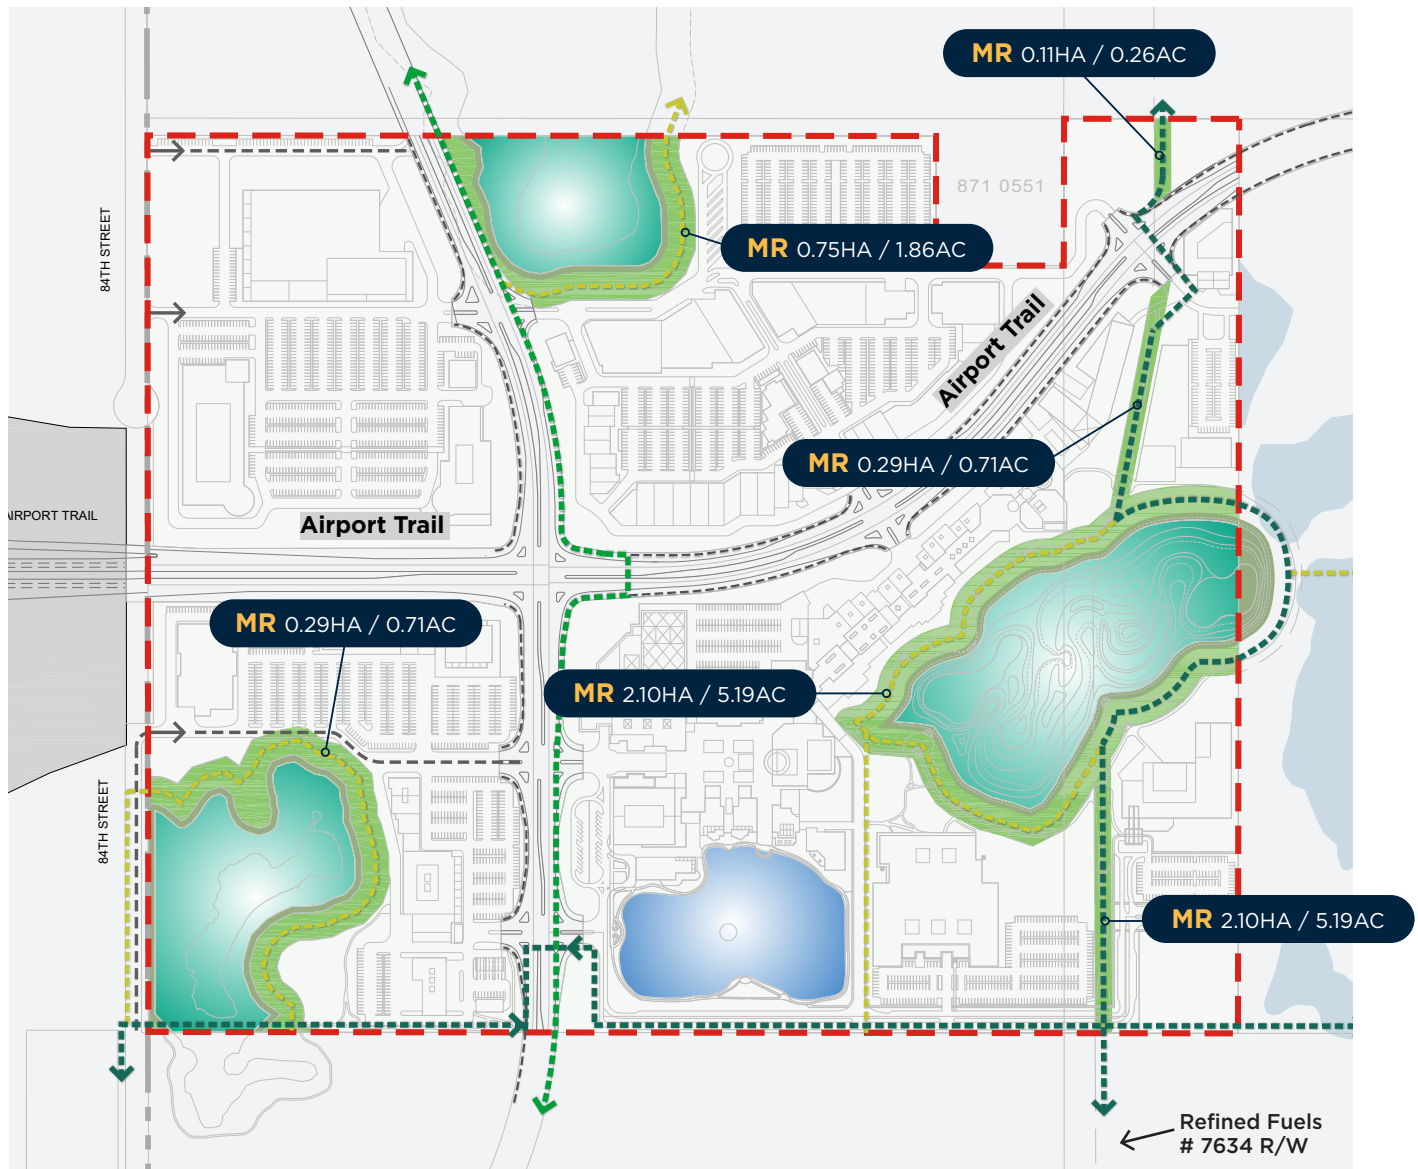 MR 0.11HA / 0.26AC
871 0551
84TH STREET
MR 0.75HA / 1.86AC
Airport Trail
MR 0.29HA / 0.71AC
AIRPORT TRAIL
Airport Trail
MR 0.29HA / 0.71AC
MR 2.10HA / 5.19AC
84TH STREET
MR 2.10HA / 5.19AC
Refined Fuels
# 7634 R/W